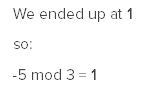 We ended up at 1
so:
-5 mod 3 = 1